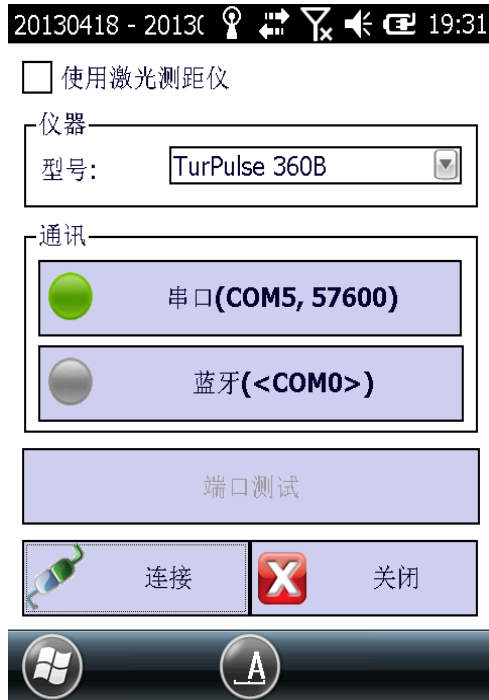 20130418 - 2013( 19:31
使用激光测距仪
仪器
型号: TurPulse 360B
通讯
串口(COM5, 57600)
蓝牙(<COM0>)
端口测试
连接 关闭
A